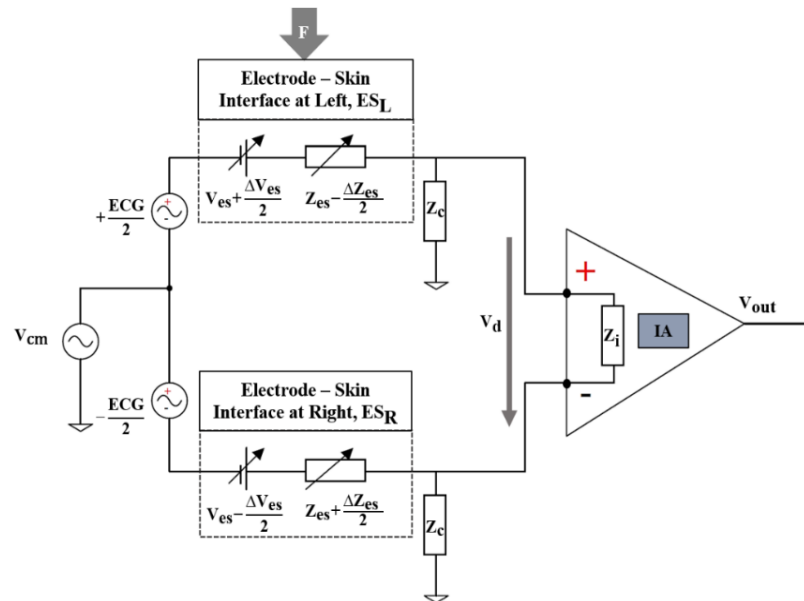 F
Electrode – Skin
Interface at Left, ES_L
V_es+ΔV_es/2
Z_es−ΔZ_es/2
Z_c
+ECG/2
+
-
V_cm
V_d
+
-
Z_i
IA
V_out
+
-
−ECG/2
Electrode – Skin
Interface at Right, ES_R
V_es−ΔV_es/2
Z_es+ΔZ_es/2
Z_c